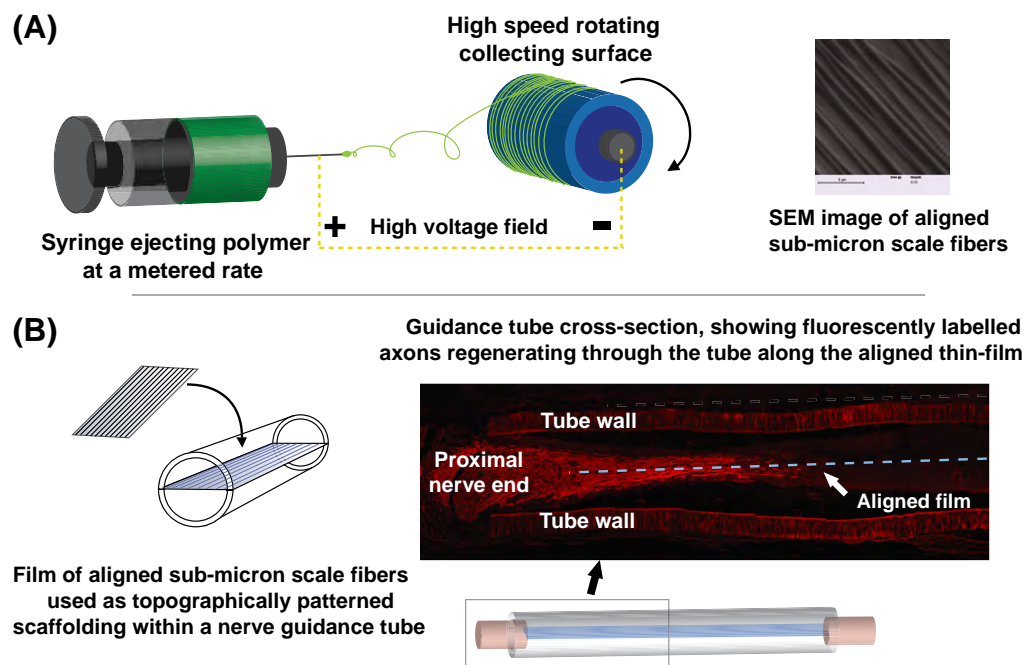 (A)
High speed rotating
collecting surface
+
High voltage field
-
Syringe ejecting polymer
at a metered rate
SEM image of aligned
sub-micron scale fibers
(B)
Guidance tube cross-section, showing fluorescently labelled
axons regenerating through the tube along the aligned thin-film
Tube wall
Proximal
nerve end
Aligned film
Tube wall
Film of aligned sub-micron scale fibers
used as topographically patterned
scaffolding within a nerve guidance tube